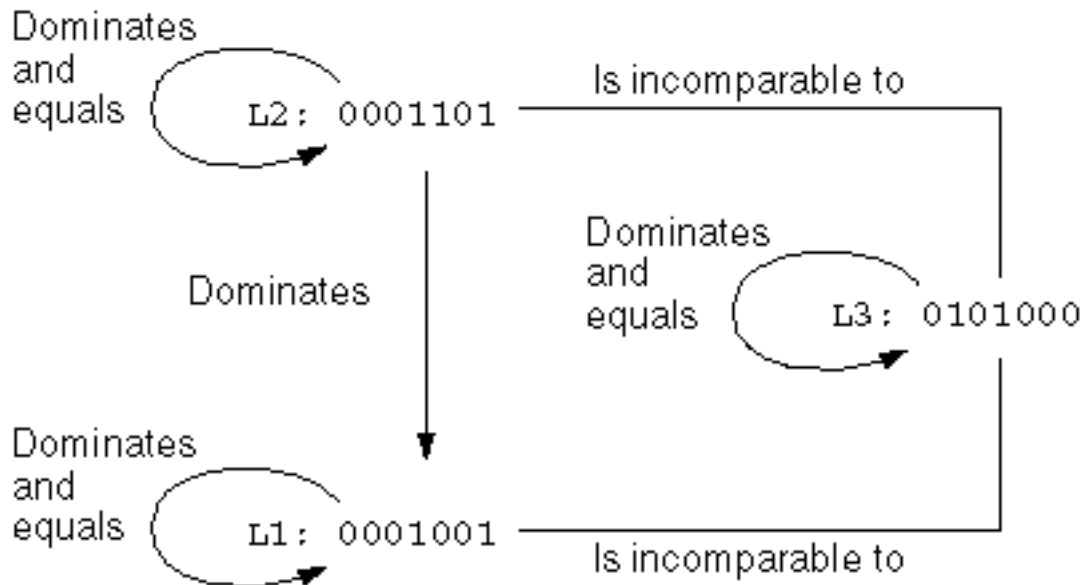 Dominates
and
equals
L2: 0001101
Is incomparable to
Dominates
Dominates
and
equals
L3: 0101000
Dominates
and
equals
L1: 0001001
Is incomparable to